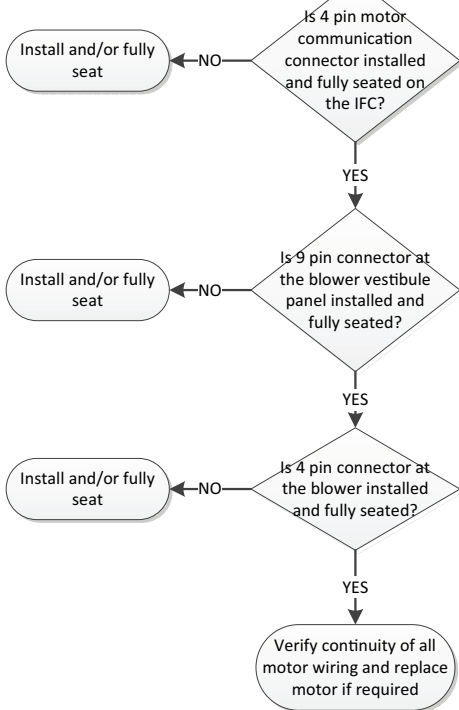 Is 4 pin motor
communication
connector installed
and fully seated on
the IFC?
NO
Install and/or fully
seat
YES
Is 9 pin connector at
the blower vestibule
panel installed and
fully seated?
NO
Install and/or fully
seat
YES
Is 4 pin connector at
the blower installed
and fully seated?
NO
Install and/or fully
seat
YES
Verify continuity of all
motor wiring and replace
motor if required